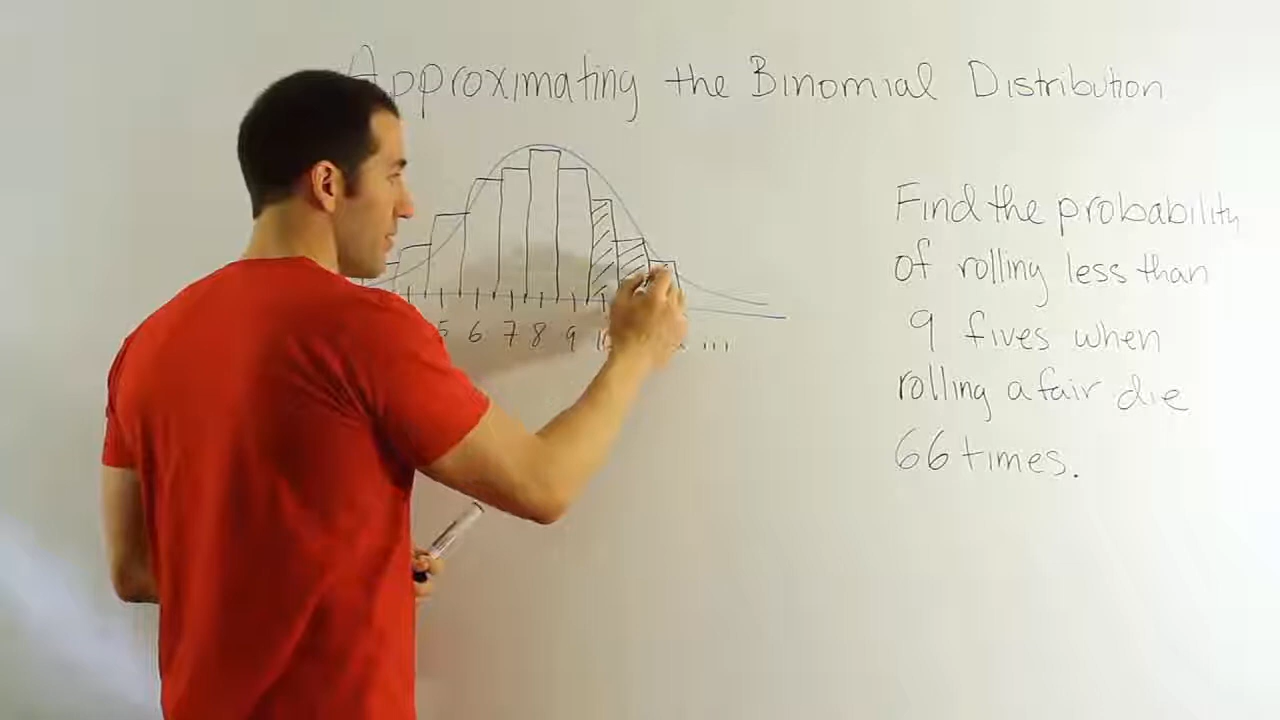 Approximating the Binomial Distribution
5 6 7 8 9 ...
Find the probability
of rolling less than
9 fives when
rolling a fair die
66 times.